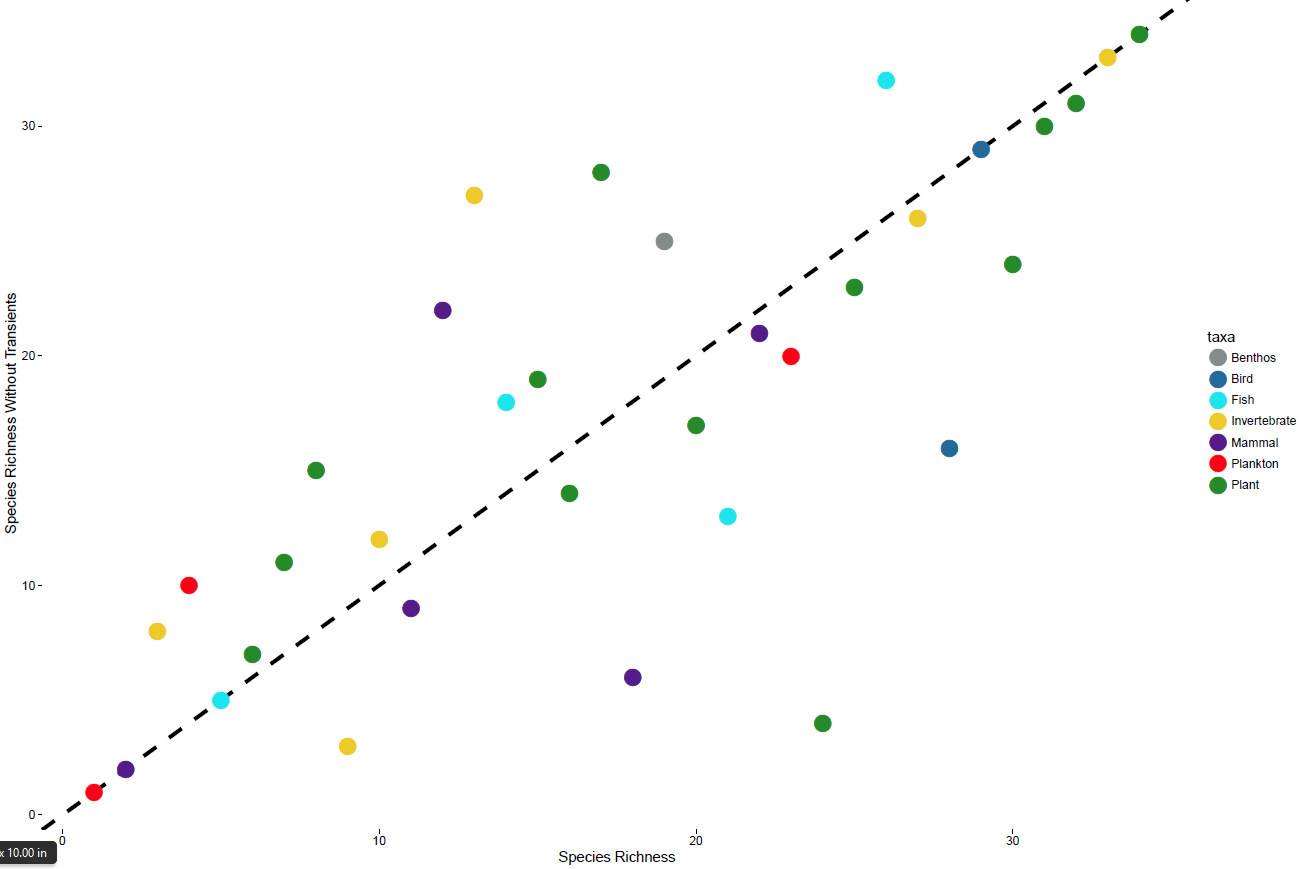 30
20
10
0
Species Richness Without Transients
0
10
20
30
Species Richness
taxa
Benthos
Bird
Fish
Invertebrate
Mammal
Plankton
Plant
x 10.00 in